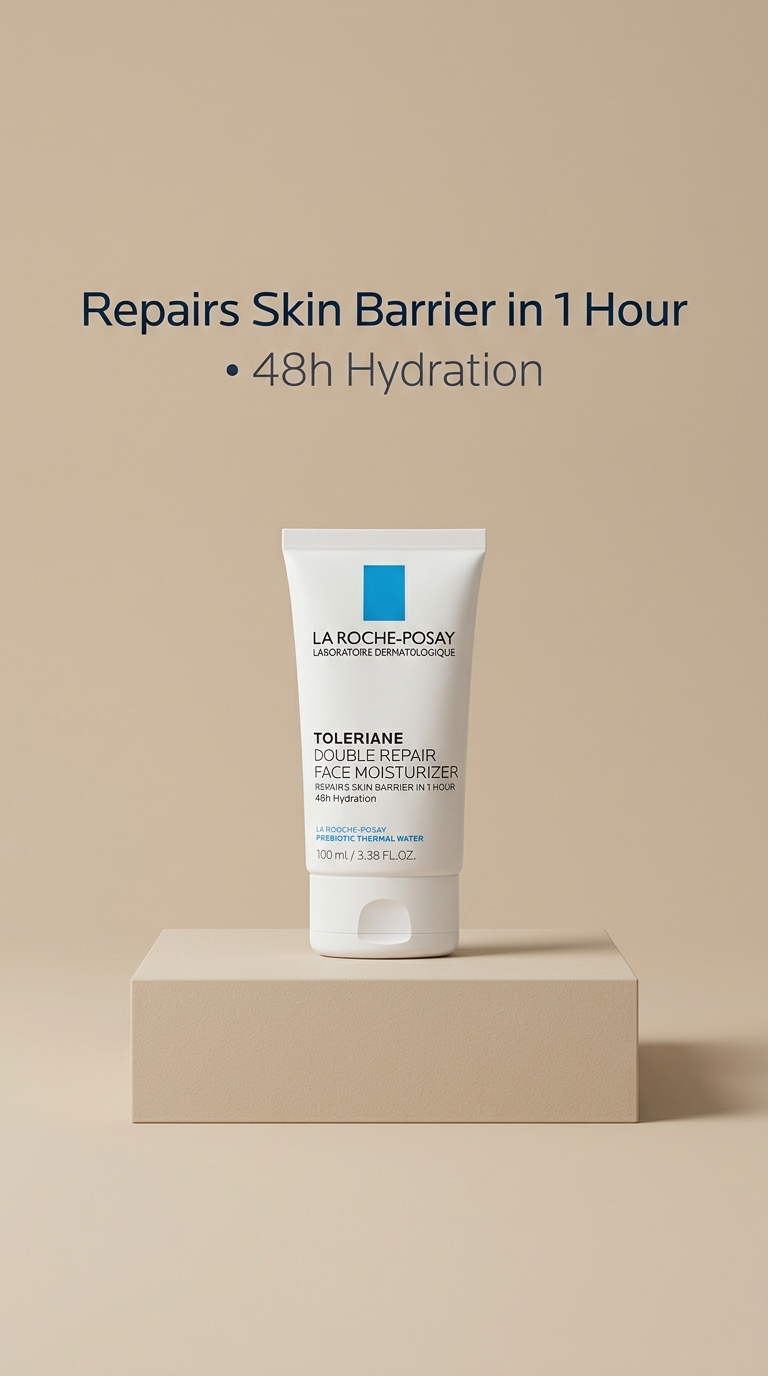 Repairs Skin Barrier in 1 Hour
• 48h Hydration
LA ROCHE-POSAY
LABORATOIRE DERMATOLOGIQUE
TOLERIANE
DOUBLE REPAIR
FACE MOISTURIZER
REPAIRS SKIN BARRIER IN 1 HOUR
48h Hydration
LA ROOCHE-POSAY
PREBIOTIC THERMAL WATER
100 ml / 3.38 FL.OZ.